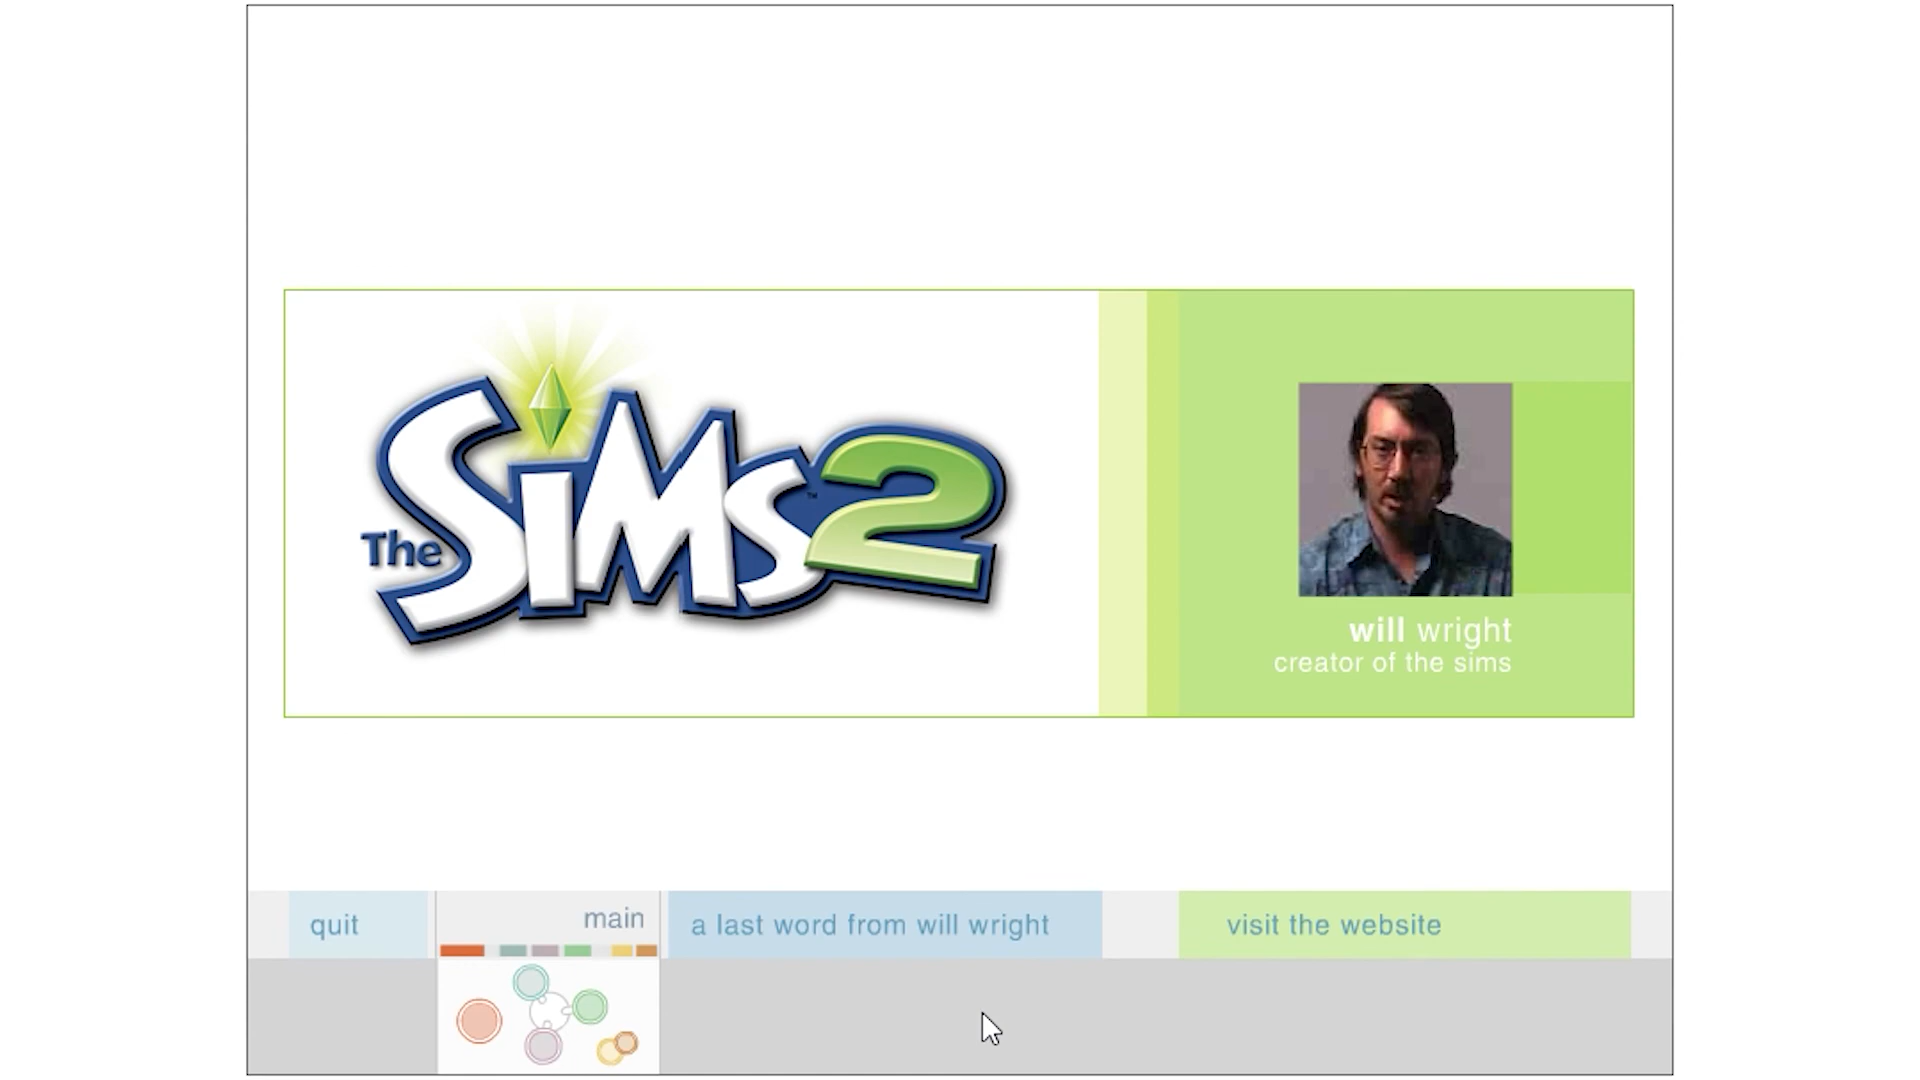 The SiMS 2 ™
will wright
creator of the sims
quit
main
a last word from will wright
visit the website